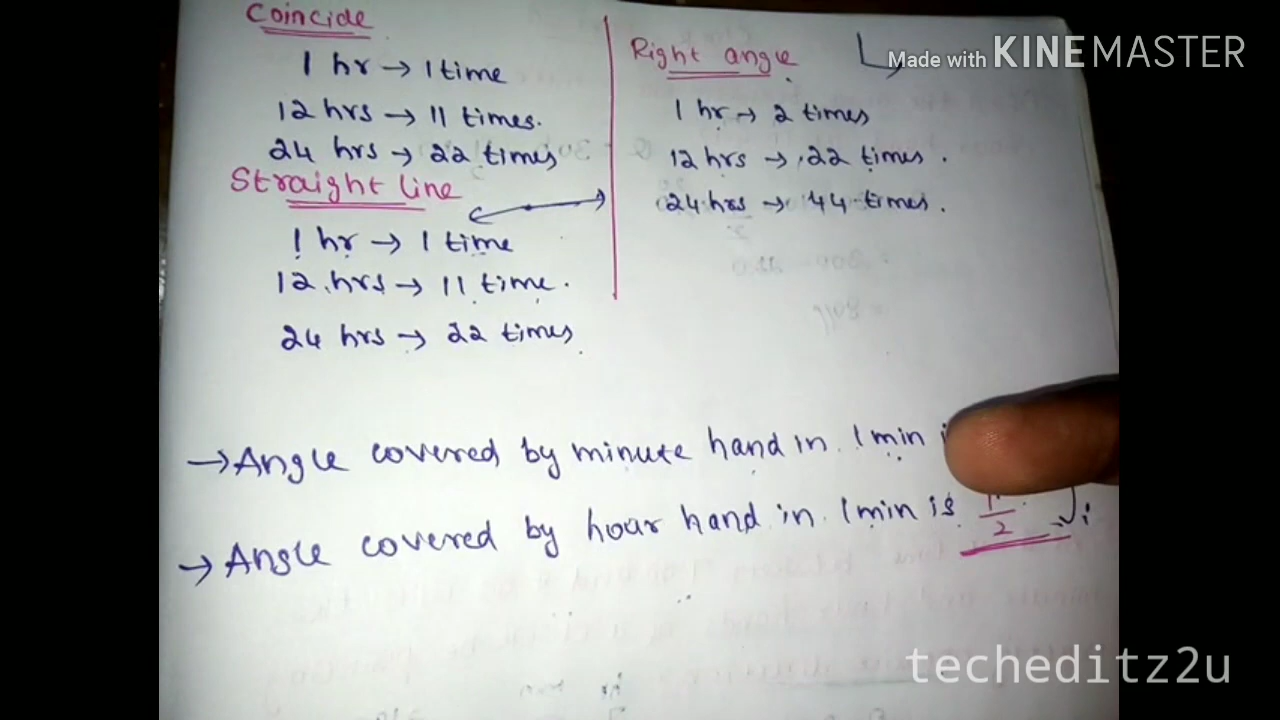 Coincide
1 hr → 1 time
12 hrs → 11 times.
24 hrs → 22 times
Straight line
1 hr → 1 time
12 hrs → 11 time.
24 hrs → 22 times
Right angle
1 hr → 2 times
12 hrs → 22 times.
24 hrs → 44 times.
Made with KINEMASTER
→ Angle covered by minute hand in 1 min
→ Angle covered by hour hand in 1 min is
techeditz2u